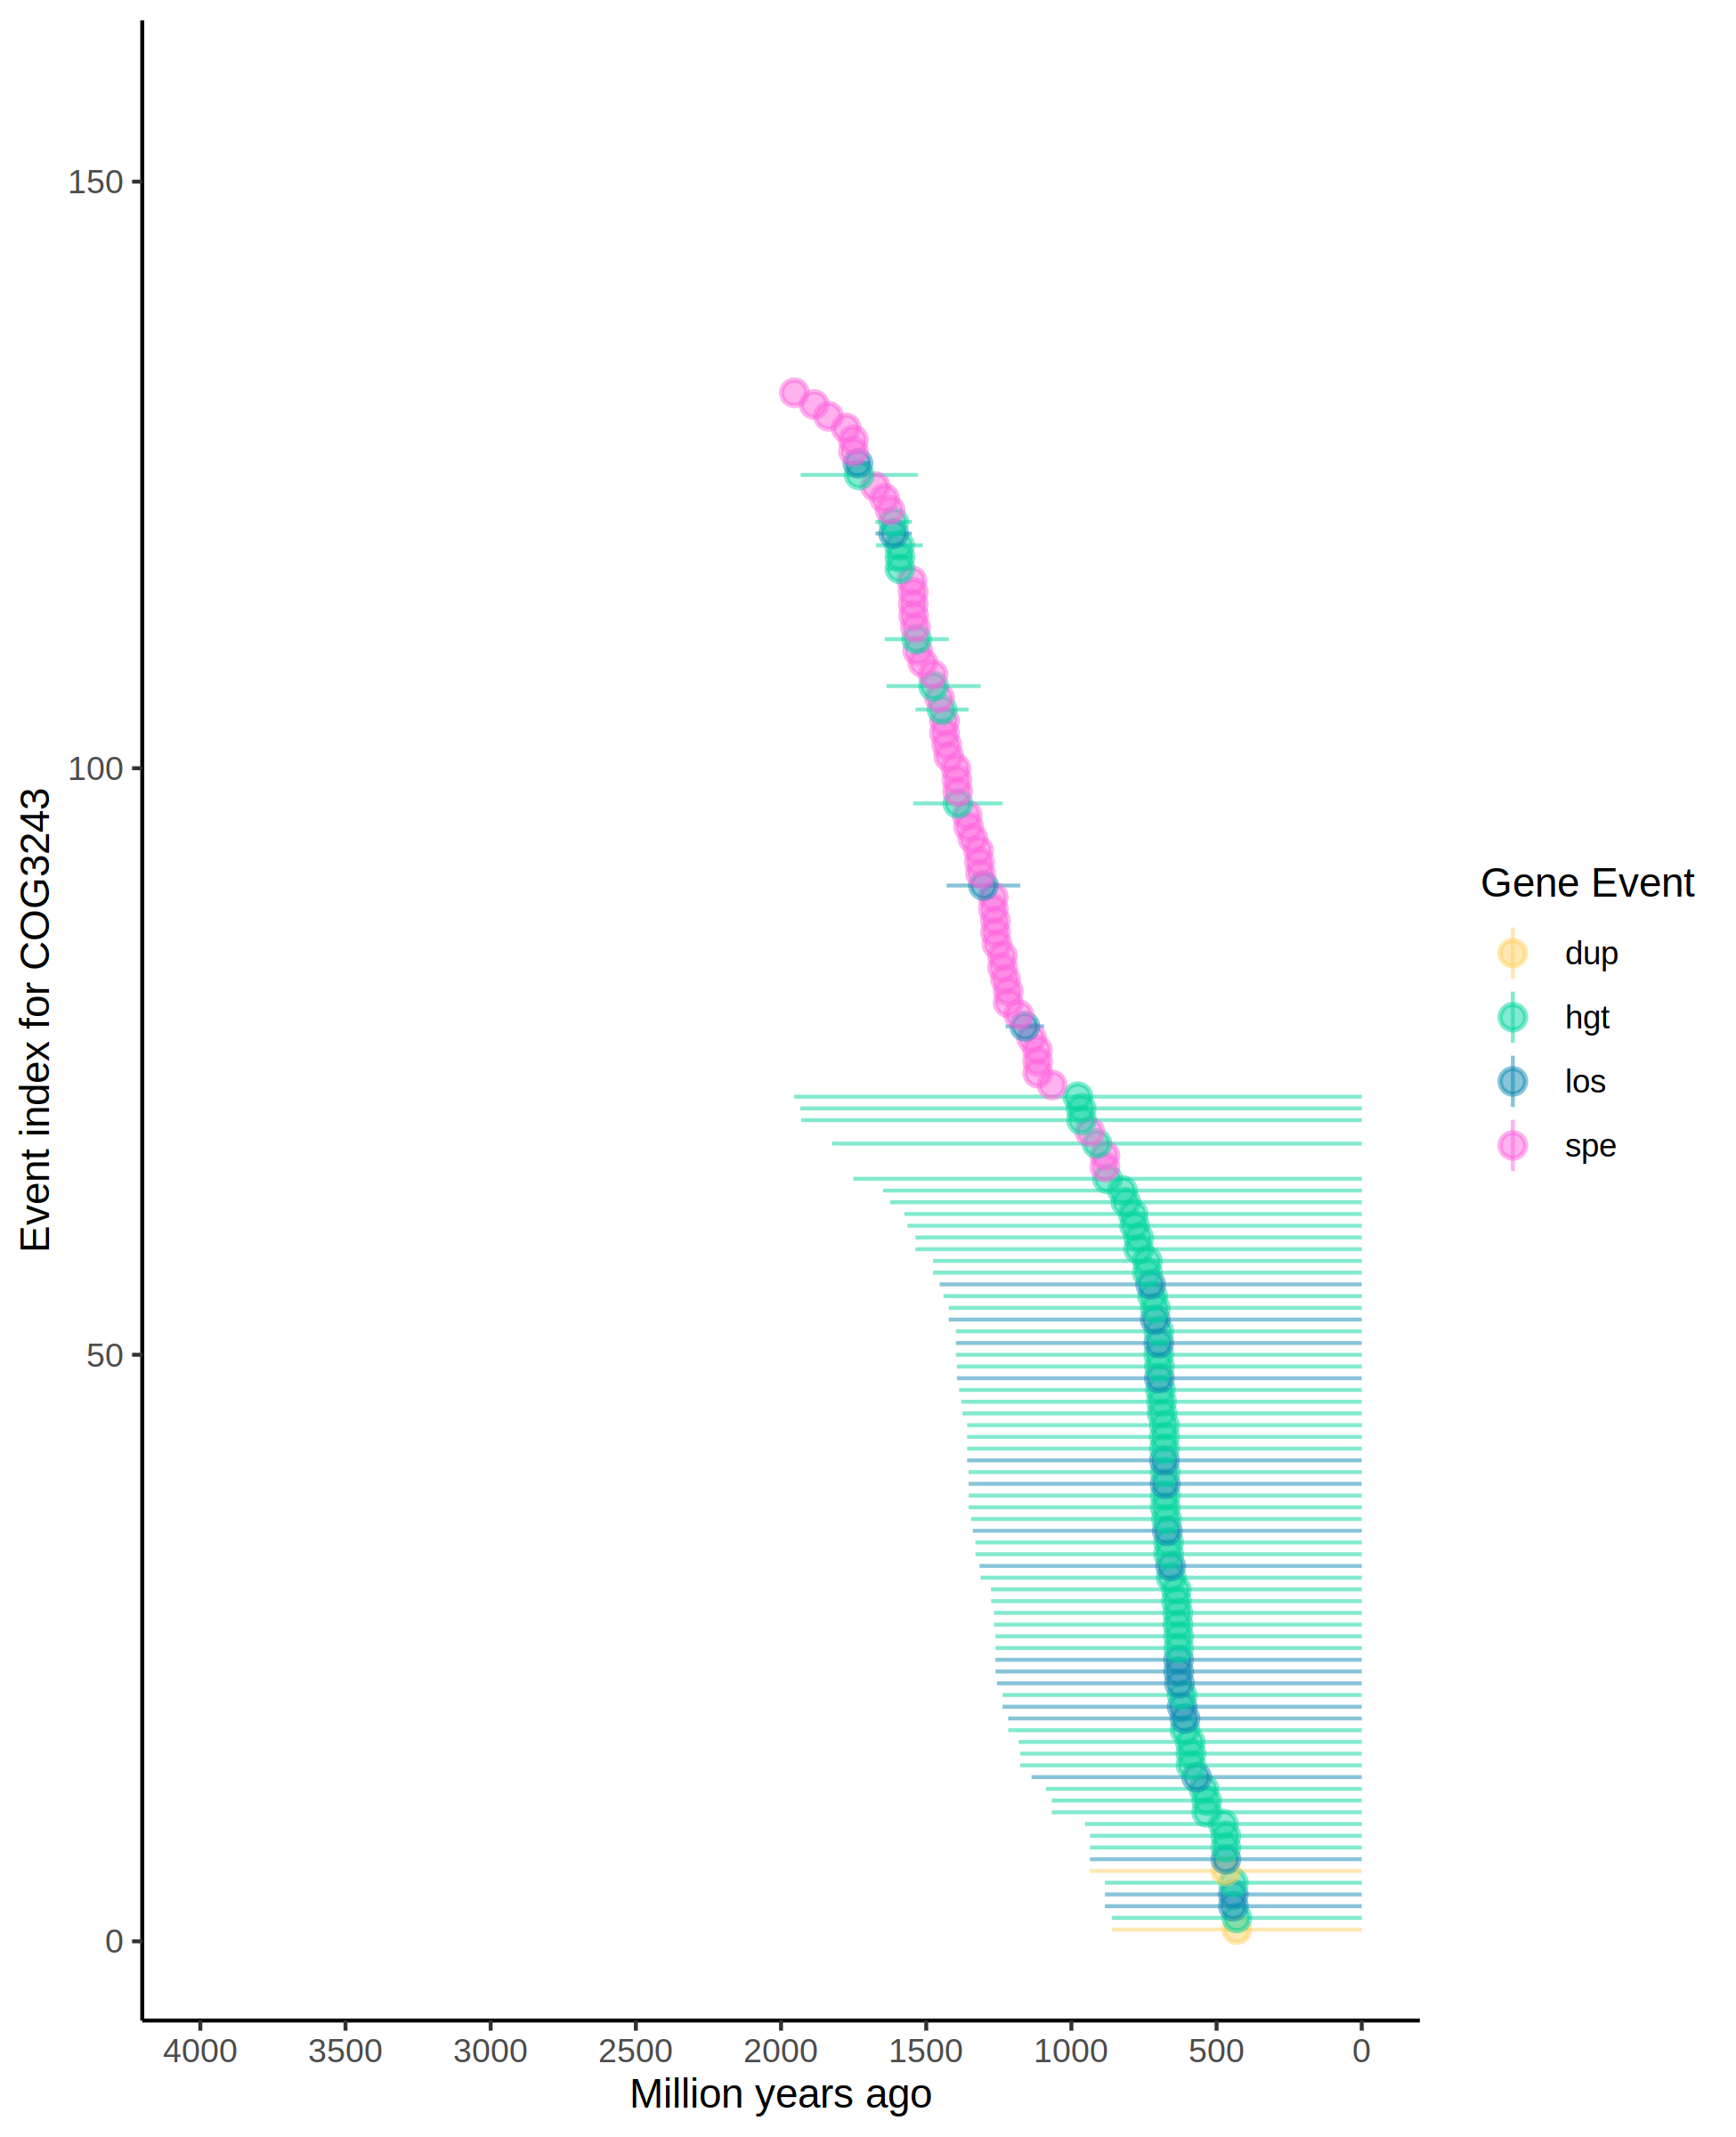 Event index for COG3243
150
100
50
0
4000 3500 3000 2500 2000 1500 1000 500 0
Million years ago
Gene Event
dup
hgt
los
spe